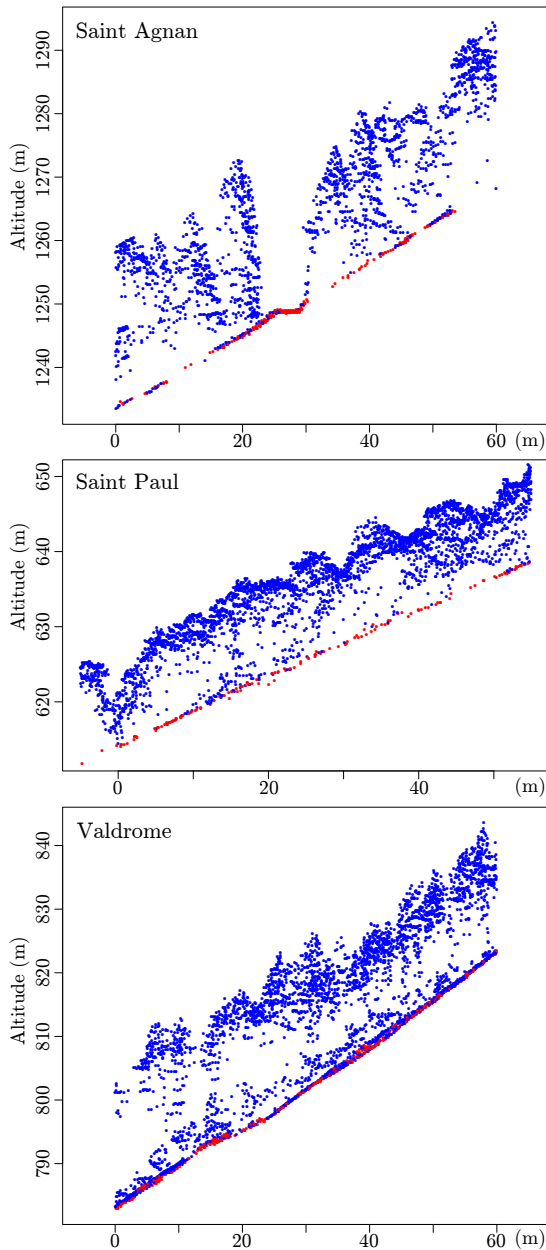 Saint Agnan
Altitude (m)
1240 1250 1260 1270 1280 1290
0 20 40 60 (m)
Saint Paul
Altitude (m)
620 630 640 650
0 20 40 (m)
Valdrome
Altitude (m)
790 800 810 820 830 840
0 20 40 60 (m)